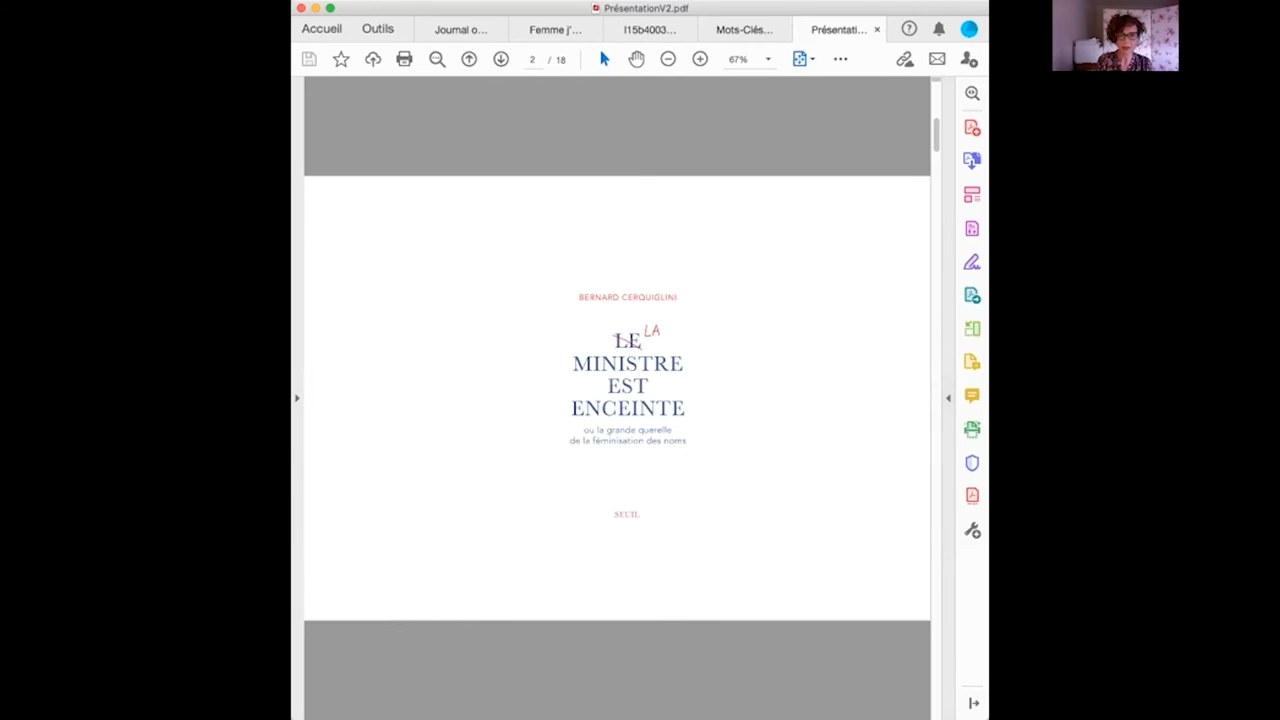 PrésentationV2.pdf
Accueil
Outils
Journal o...
Femme j'...
I15b4003...
Mots-Clés...
Présentati...
2 / 18
67%
BERNARD CERQUIGLINI
LE LA
MINISTRE
EST
ENCEINTE
ou la grande querelle
de la féminisation des noms
SEUIL